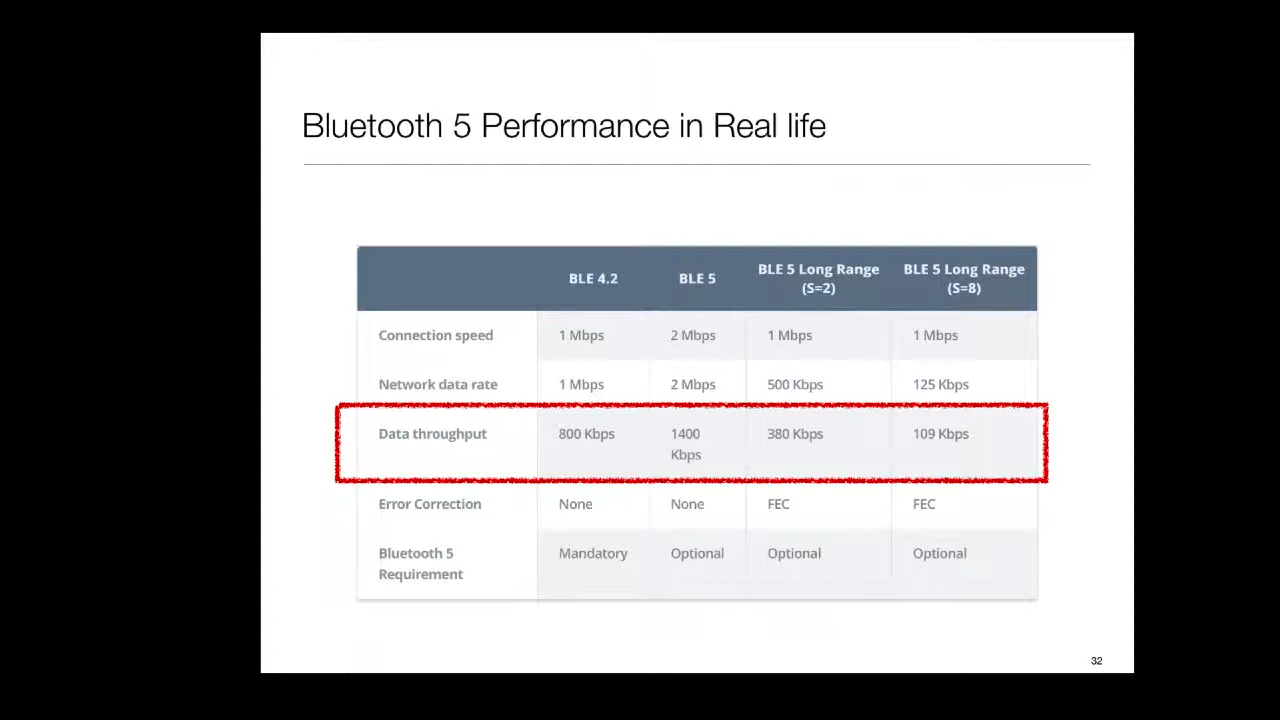 Bluetooth 5 Performance in Real life
BLE 4.2 BLE 5 BLE 5 Long Range (S=2) BLE 5 Long Range (S=8)
Connection speed 1 Mbps 2 Mbps 1 Mbps 1 Mbps
Network data rate 1 Mbps 2 Mbps 500 Kbps 125 Kbps
Data throughput 800 Kbps 1400 Kbps 380 Kbps 109 Kbps
Error Correction None None FEC FEC
Bluetooth 5 Requirement Mandatory Optional Optional Optional
32